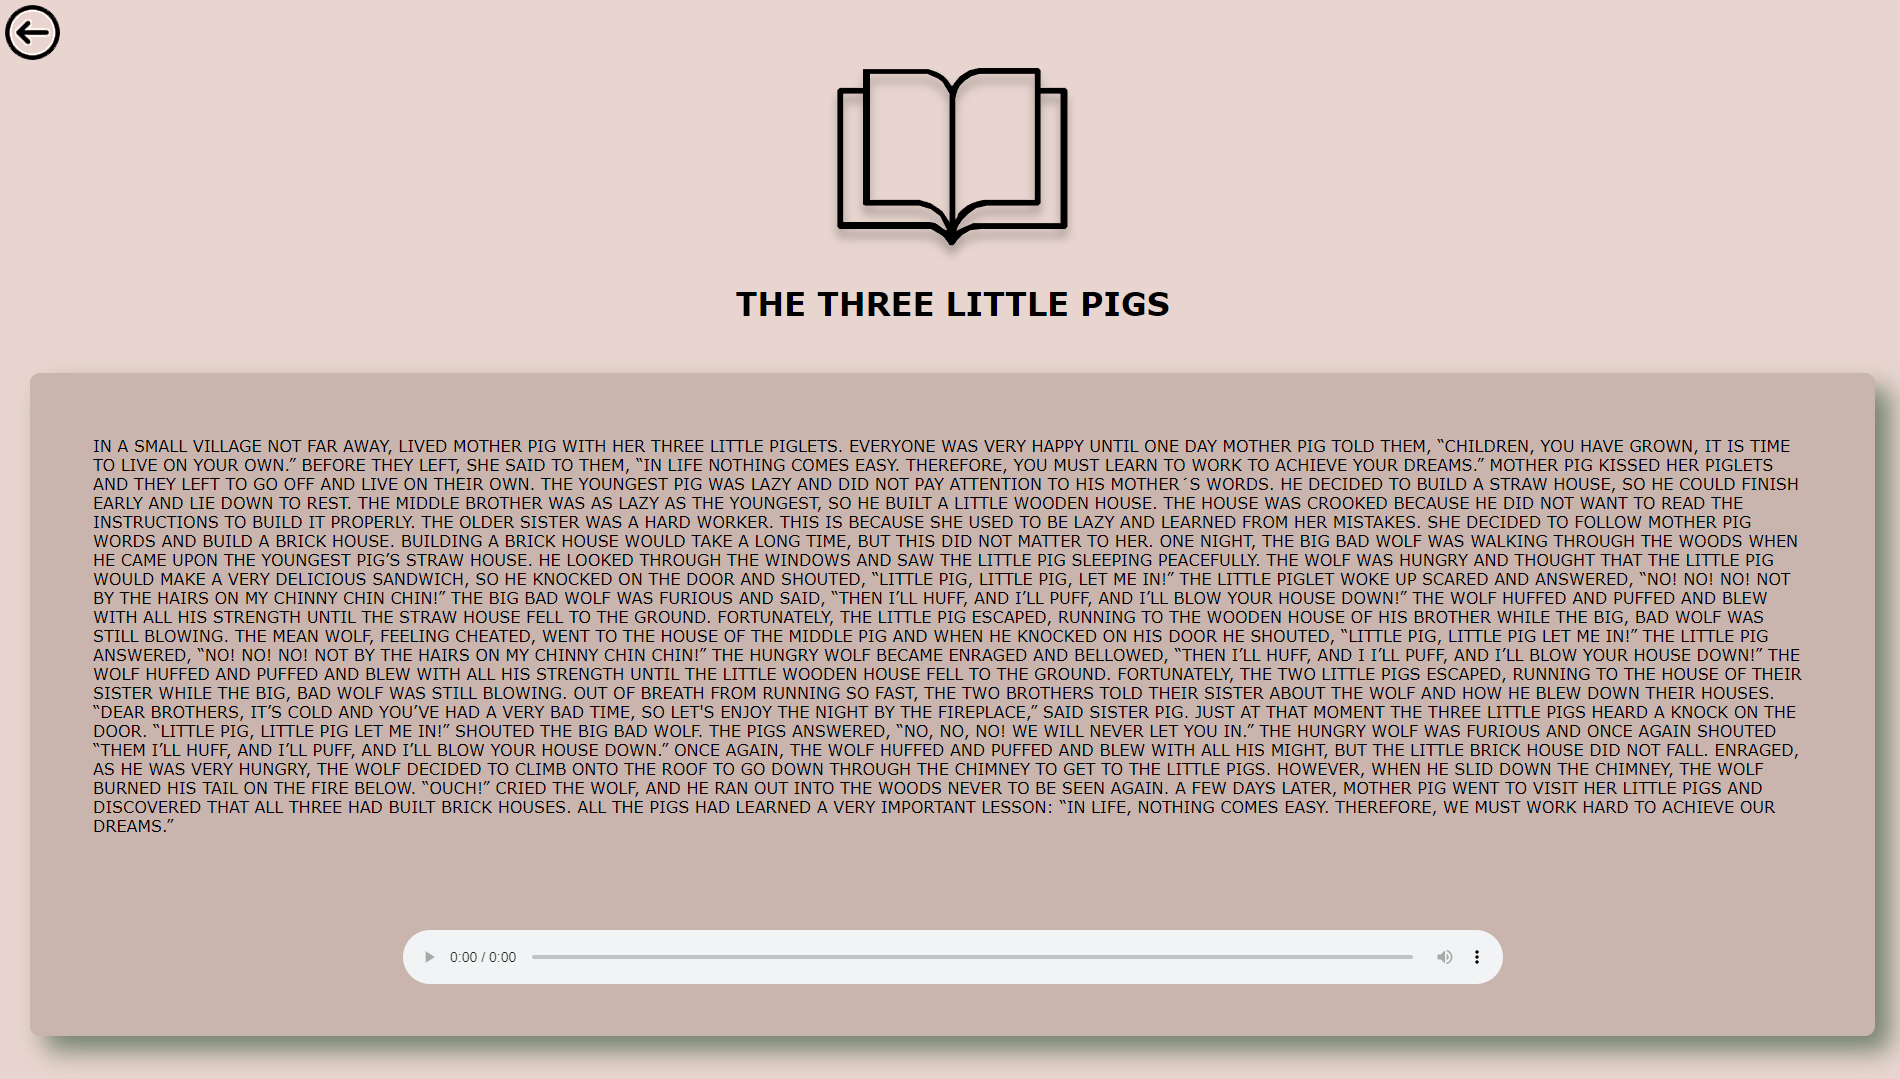 THE THREE LITTLE PIGS
IN A SMALL VILLAGE NOT FAR AWAY, LIVED MOTHER PIG WITH HER THREE LITTLE PIGLETS. EVERYONE WAS VERY HAPPY UNTIL ONE DAY MOTHER PIG TOLD THEM, “CHILDREN, YOU HAVE GROWN, IT IS TIME
TO LIVE ON YOUR OWN.” BEFORE THEY LEFT, SHE SAID TO THEM, “IN LIFE NOTHING COMES EASY. THEREFORE, YOU MUST LEARN TO WORK TO ACHIEVE YOUR DREAMS.” MOTHER PIG KISSED HER PIGLETS
AND THEY LEFT TO GO OFF AND LIVE ON THEIR OWN. THE YOUNGEST PIG WAS LAZY AND DID NOT PAY ATTENTION TO HIS MOTHER´S WORDS. HE DECIDED TO BUILD A STRAW HOUSE, SO HE COULD FINISH
EARLY AND LIE DOWN TO REST. THE MIDDLE BROTHER WAS AS LAZY AS THE YOUNGEST, SO HE BUILT A LITTLE WOODEN HOUSE. THE HOUSE WAS CROOKED BECAUSE HE DID NOT WANT TO READ THE
INSTRUCTIONS TO BUILD IT PROPERLY. THE OLDER SISTER WAS A HARD WORKER. THIS IS BECAUSE SHE USED TO BE LAZY AND LEARNED FROM HER MISTAKES. SHE DECIDED TO FOLLOW MOTHER PIG
WORDS AND BUILD A BRICK HOUSE. BUILDING A BRICK HOUSE WOULD TAKE A LONG TIME, BUT THIS DID NOT MATTER TO HER. ONE NIGHT, THE BIG BAD WOLF WAS WALKING THROUGH THE WOODS WHEN
HE CAME UPON THE YOUNGEST PIG’S STRAW HOUSE. HE LOOKED THROUGH THE WINDOWS AND SAW THE LITTLE PIG SLEEPING PEACEFULLY. THE WOLF WAS HUNGRY AND THOUGHT THAT THE LITTLE PIG
WOULD MAKE A VERY DELICIOUS SANDWICH, SO HE KNOCKED ON THE DOOR AND SHOUTED, “LITTLE PIG, LITTLE PIG, LET ME IN!” THE LITTLE PIGLET WOKE UP SCARED AND ANSWERED, “NO! NO! NO! NOT
BY THE HAIRS ON MY CHINNY CHIN CHIN!” THE BIG BAD WOLF WAS FURIOUS AND SAID, “THEN I’LL HUFF, AND I’LL PUFF, AND I’LL BLOW YOUR HOUSE DOWN!” THE WOLF HUFFED AND PUFFED AND BLEW
WITH ALL HIS STRENGTH UNTIL THE STRAW HOUSE FELL TO THE GROUND. FORTUNATELY, THE LITTLE PIG ESCAPED, RUNNING TO THE WOODEN HOUSE OF HIS BROTHER WHILE THE BIG, BAD WOLF WAS
STILL BLOWING. THE MEAN WOLF, FEELING CHEATED, WENT TO THE HOUSE OF THE MIDDLE PIG AND WHEN HE KNOCKED ON HIS DOOR HE SHOUTED, “LITTLE PIG, LITTLE PIG LET ME IN!” THE LITTLE PIG
ANSWERED, “NO! NO! NO! NOT BY THE HAIRS ON MY CHINNY CHIN CHIN!” THE HUNGRY WOLF BECAME ENRAGED AND BELLOWED, “THEN I’LL HUFF, AND I I’LL PUFF, AND I’LL BLOW YOUR HOUSE DOWN!” THE
WOLF HUFFED AND PUFFED AND BLEW WITH ALL HIS STRENGTH UNTIL THE LITTLE WOODEN HOUSE FELL TO THE GROUND. FORTUNATELY, THE TWO LITTLE PIGS ESCAPED, RUNNING TO THE HOUSE OF THEIR
SISTER WHILE THE BIG, BAD WOLF WAS STILL BLOWING. OUT OF BREATH FROM RUNNING SO FAST, THE TWO BROTHERS TOLD THEIR SISTER ABOUT THE WOLF AND HOW HE BLEW DOWN THEIR HOUSES.
“DEAR BROTHERS, IT’S COLD AND YOU’VE HAD A VERY BAD TIME, SO LET'S ENJOY THE NIGHT BY THE FIREPLACE,” SAID SISTER PIG. JUST AT THAT MOMENT THE THREE LITTLE PIGS HEARD A KNOCK ON THE
DOOR. “LITTLE PIG, LITTLE PIG LET ME IN!” SHOUTED THE BIG BAD WOLF. THE PIGS ANSWERED, “NO, NO, NO! WE WILL NEVER LET YOU IN.” THE HUNGRY WOLF WAS FURIOUS AND ONCE AGAIN SHOUTED
“THEM I’LL HUFF, AND I’LL PUFF, AND I’LL BLOW YOUR HOUSE DOWN.” ONCE AGAIN, THE WOLF HUFFED AND PUFFED AND BLEW WITH ALL HIS MIGHT, BUT THE LITTLE BRICK HOUSE DID NOT FALL. ENRAGED,
AS HE WAS VERY HUNGRY, THE WOLF DECIDED TO CLIMB ONTO THE ROOF TO GO DOWN THROUGH THE CHIMNEY TO GET TO THE LITTLE PIGS. HOWEVER, WHEN HE SLID DOWN THE CHIMNEY, THE WOLF
BURNED HIS TAIL ON THE FIRE BELOW. “OUCH!” CRIED THE WOLF, AND HE RAN OUT INTO THE WOODS NEVER TO BE SEEN AGAIN. A FEW DAYS LATER, MOTHER PIG WENT TO VISIT HER LITTLE PIGS AND
DISCOVERED THAT ALL THREE HAD BUILT BRICK HOUSES. ALL THE PIGS HAD LEARNED A VERY IMPORTANT LESSON: “IN LIFE, NOTHING COMES EASY. THEREFORE, WE MUST WORK HARD TO ACHIEVE OUR
DREAMS.”
0:00 / 0:00